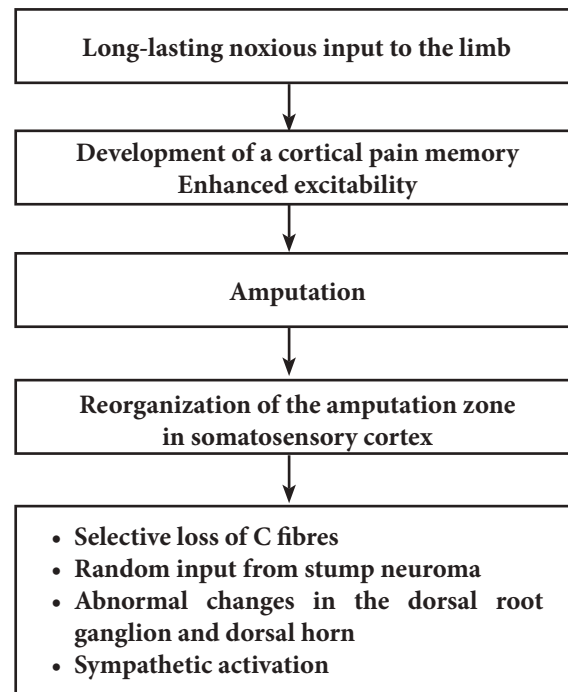 Long-lasting noxious input to the limb
Development of a cortical pain memory
Enhanced excitability
Amputation
Reorganization of the amputation zone
in somatosensory cortex
• Selective loss of C fibres
• Random input from stump neuroma
• Abnormal changes in the dorsal root
ganglion and dorsal horn
• Sympathetic activation